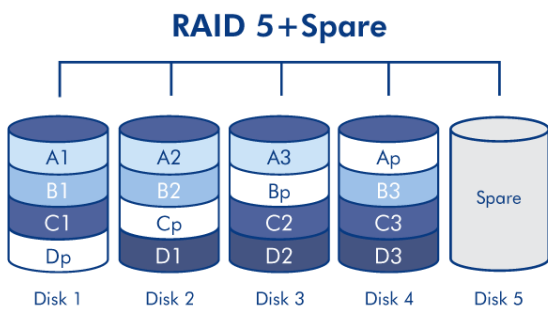 RAID 5+Spare
A1 A2 A3 Ap
B1 B2 Bp B3 Spare
C1 Cp C2 C3
Dp D1 D2 D3
Disk 1 Disk 2 Disk 3 Disk 4 Disk 5